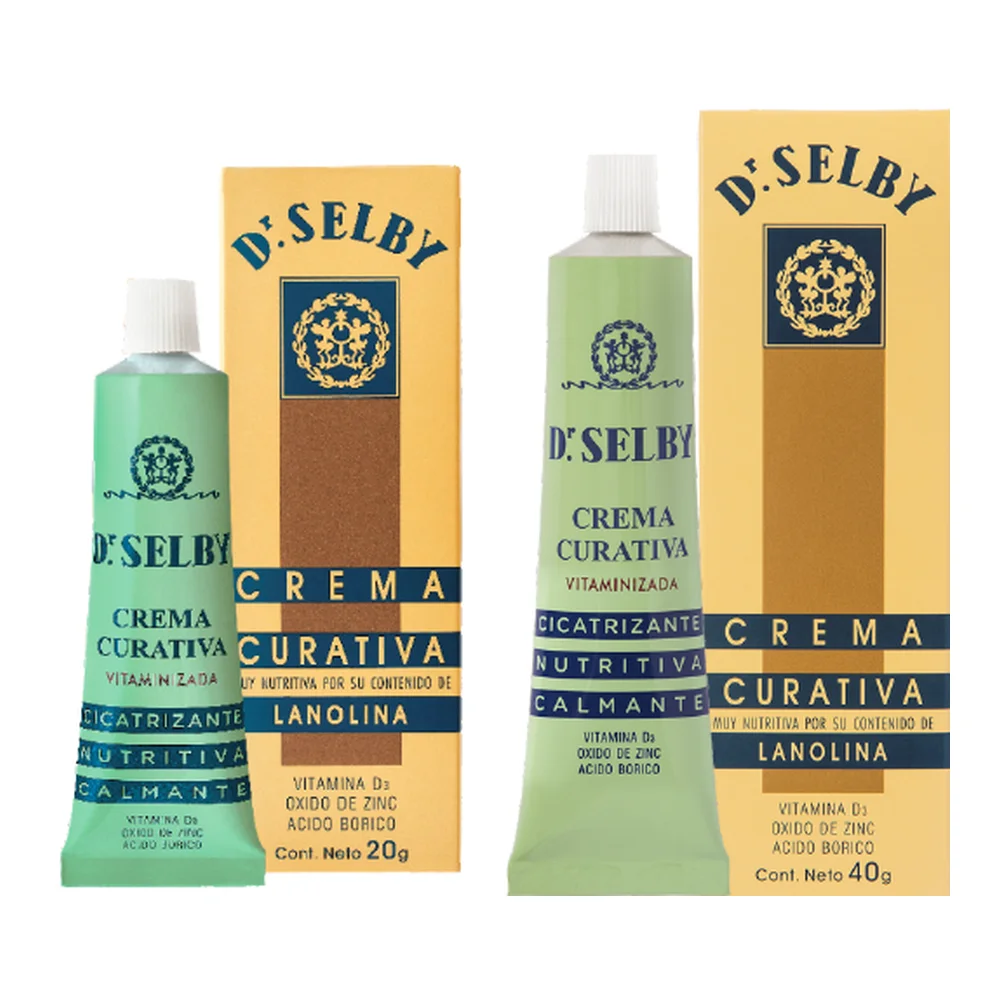 Dr. SELBY
CREMA
CURATIVA
VITAMINIZADA
CICATRIZANTE
NUTRITIVA
CALMANTE
VITAMINA D3
OXIDO DE ZINC
Dr. SELBY
CREMA
CURATIVA
MUY NUTRITIVA POR SU CONTENIDO DE
LANOLINA
VITAMINA D3
OXIDO DE ZINC
ACIDO BORICO
Cont. Neto 20g
Dr. SELBY
CREMA
CURATIVA
VITAMINIZADA
CICATRIZANTE
NUTRITIVA
CALMANTE
VITAMINA D3
OXIDO DE ZINC
ACIDO BORICO
Dr. SELBY
CREMA
CURATIVA
MUY NUTRITIVA POR SU CONTENIDO DE
LANOLINA
VITAMINA D3
OXIDO DE ZINC
ACIDO BORICO
Cont. Neto 40g